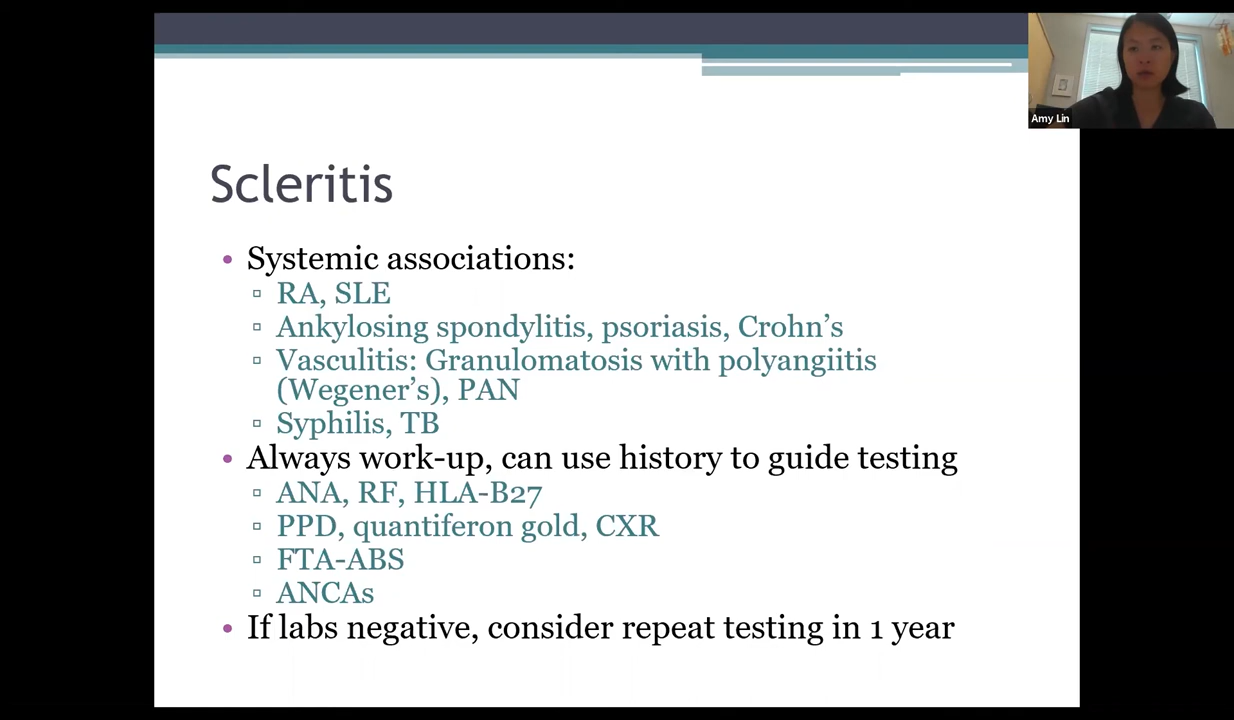 Amy Lin
Scleritis
• Systemic associations:
▫ RA, SLE
▫ Ankylosing spondylitis, psoriasis, Crohn's
▫ Vasculitis: Granulomatosis with polyangiitis
(Wegener's), PAN
▫ Syphilis, TB
• Always work-up, can use history to guide testing
▫ ANA, RF, HLA-B27
▫ PPD, quantiferon gold, CXR
▫ FTA-ABS
▫ ANCAs
• If labs negative, consider repeat testing in 1 year